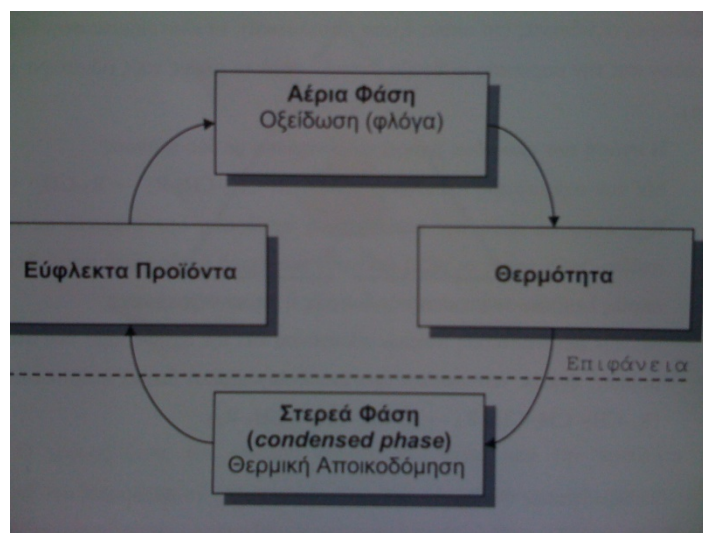 Αέρια Φάση
Οξείδωση (φλόγα)
Εύφλεκτα Προϊόντα
Θερμότητα
Επιφάνεια
Στερεά Φάση
(condensed phase)
Θερμική Αποικοδόμηση